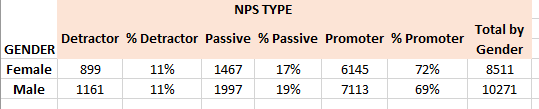 NPS TYPE
GENDER Detractor % Detractor Passive % Passive Promoter % Promoter Total by Gender
Female 899 11% 1467 17% 6145 72% 8511
Male 1161 11% 1997 19% 7113 69% 10271